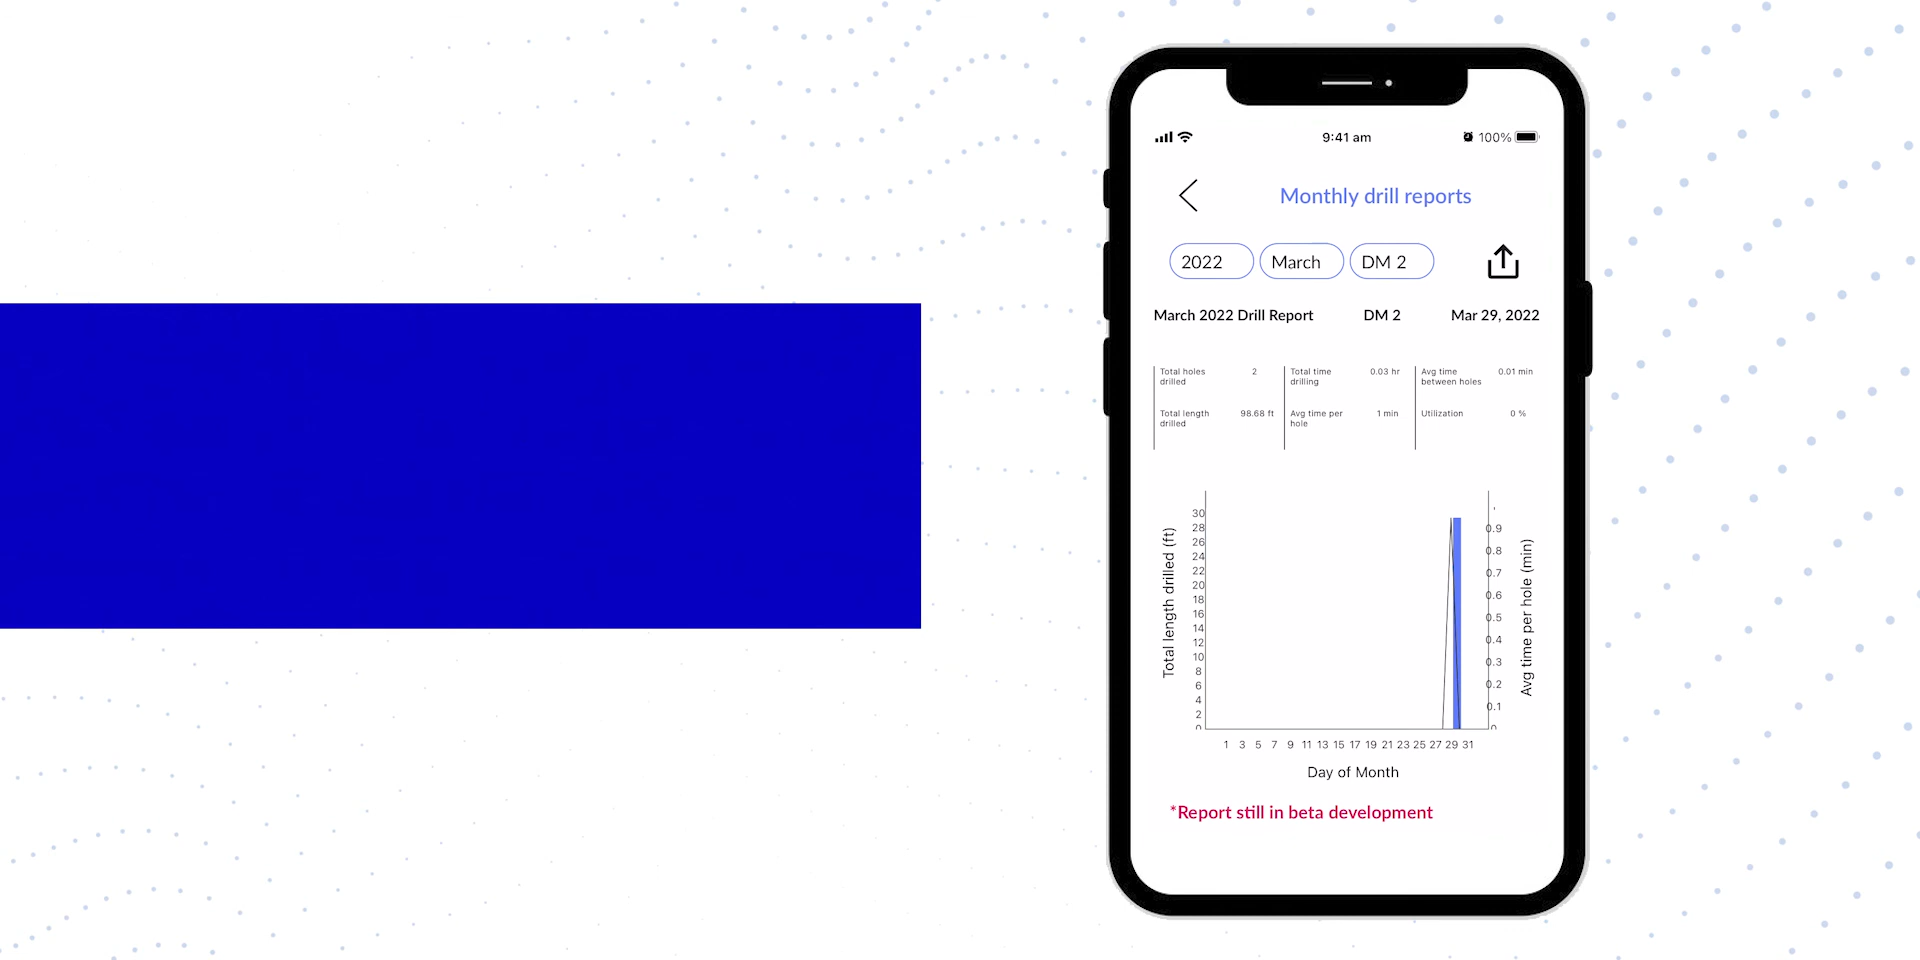 9:41 am
100%
Monthly drill reports
2022
March
DM 2
March 2022 Drill Report
DM 2
Mar 29, 2022
Total holes
drilled
2
Total length
drilled
98.68 ft
Total time
drilling
0.03 hr
Avg time per
hole
1 min
Avg time
between holes
0.01 min
Utilization
0 %
Total length drilled (ft)
30
28
26
24
22
20
18
16
14
12
10
8
6
4
2
0
0.9
0.8
0.7
0.6
0.5
0.4
0.3
0.2
0.1
0
Avg time per hole (min)
1 3 5 7 9 11 13 15 17 19 21 23 25 27 29 31
Day of Month
*Report still in beta development